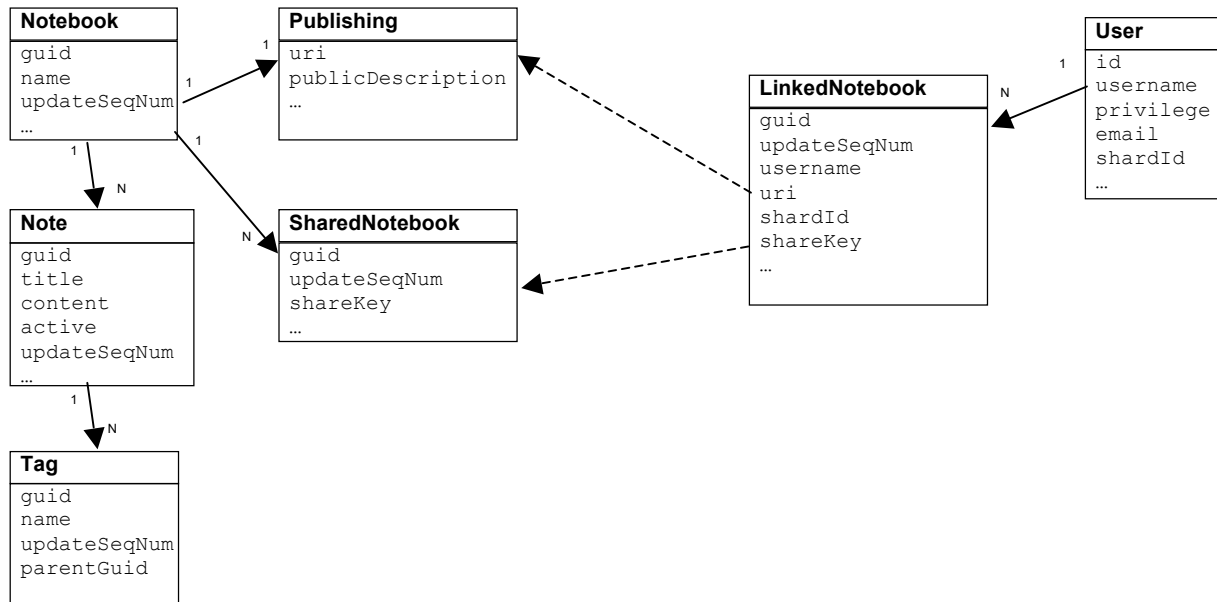 Notebook
guid
name
updateSeqNum
…
Publishing
uri
publicDescription
…
LinkedNotebook
guid
updateSeqNum
username
uri
shardId
shareKey
…
User
id
username
privilege
email
shardId
…
1
1
1
N
1
N
1
N
Note
guid
title
content
active
updateSeqNum
…
SharedNotebook
guid
updateSeqNum
shareKey
…
1
N
Tag
guid
name
updateSeqNum
parentGuid